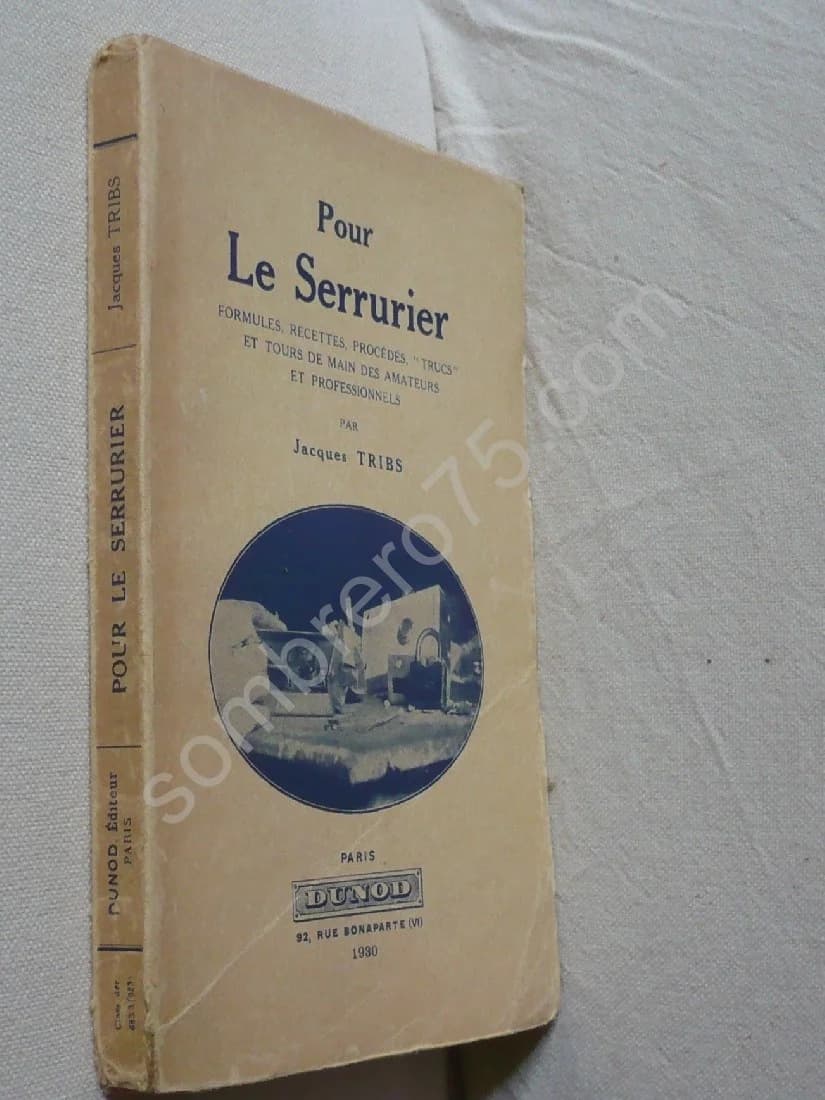 Pour
Le Serrurier
FORMULES, RECETTES, PROCÉDÉS, "TRUCS"
ET TOURS DE MAIN DES AMATEURS
ET PROFESSIONNELS
PAR
Jacques TRIBS
PARIS
DUNOD
92, RUE BONAPARTE (VI)
1930
Jacques TRIBS
POUR LE SERRURIER
DUNOD, Éditeur
PARIS
sombrero75.com